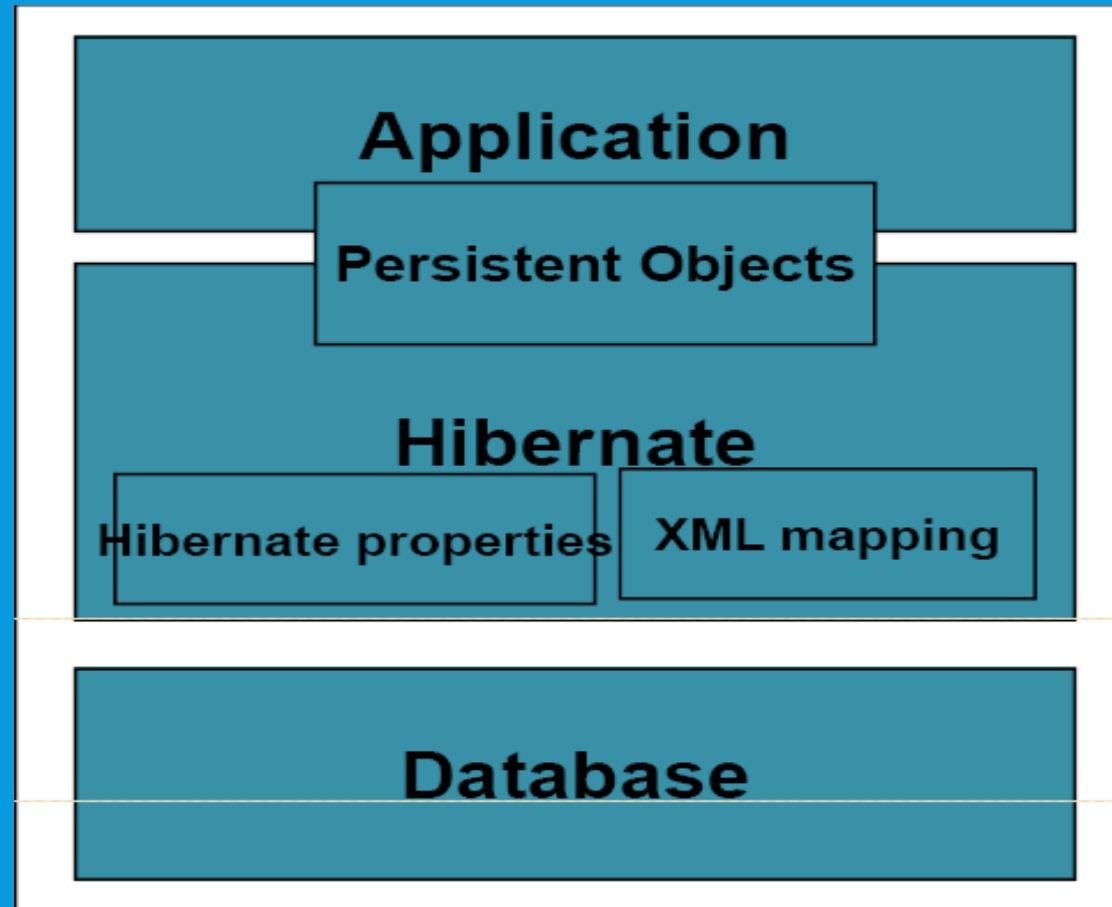 Application
Persistent Objects
Hibernate
Hibernate properties
XML mapping
Database